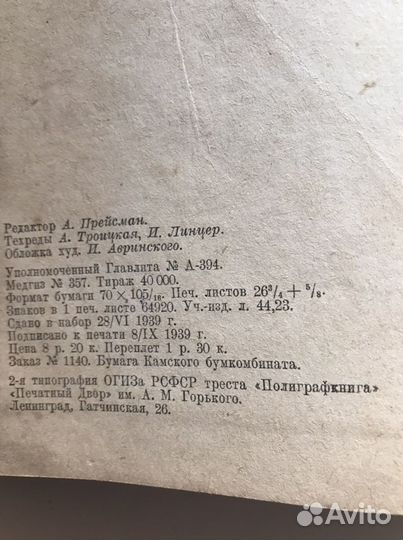 Редактор А. Прейсман.
Техреды А. Троицкая, И. Линцер.
Обложка худ. И. Авринского.
Уполномоченный Главлита № А-394.
Медгиз № 357. Тираж 40 000.
Формат бумаги 70 × 105/₁₆. Печ. листов 26³/₄ + ⁵/₈.
Знаков в 1 печ. листе 64920. Уч.-изд. л. 44,23.
Сдано в набор 28/VI 1939 г.
Подписано к печати 8/IX 1939 г.
Цена 8 р. 20 к. Переплет 1 р. 30 к.
Заказ № 1140. Бумага Камского бумкомбината.
2-я типография ОГИЗа РСФСР треста «Полиграфкнига»
«Печатный Двор» им. А. М. Горького.
Ленинград, Гатчинская, 26.
Avito